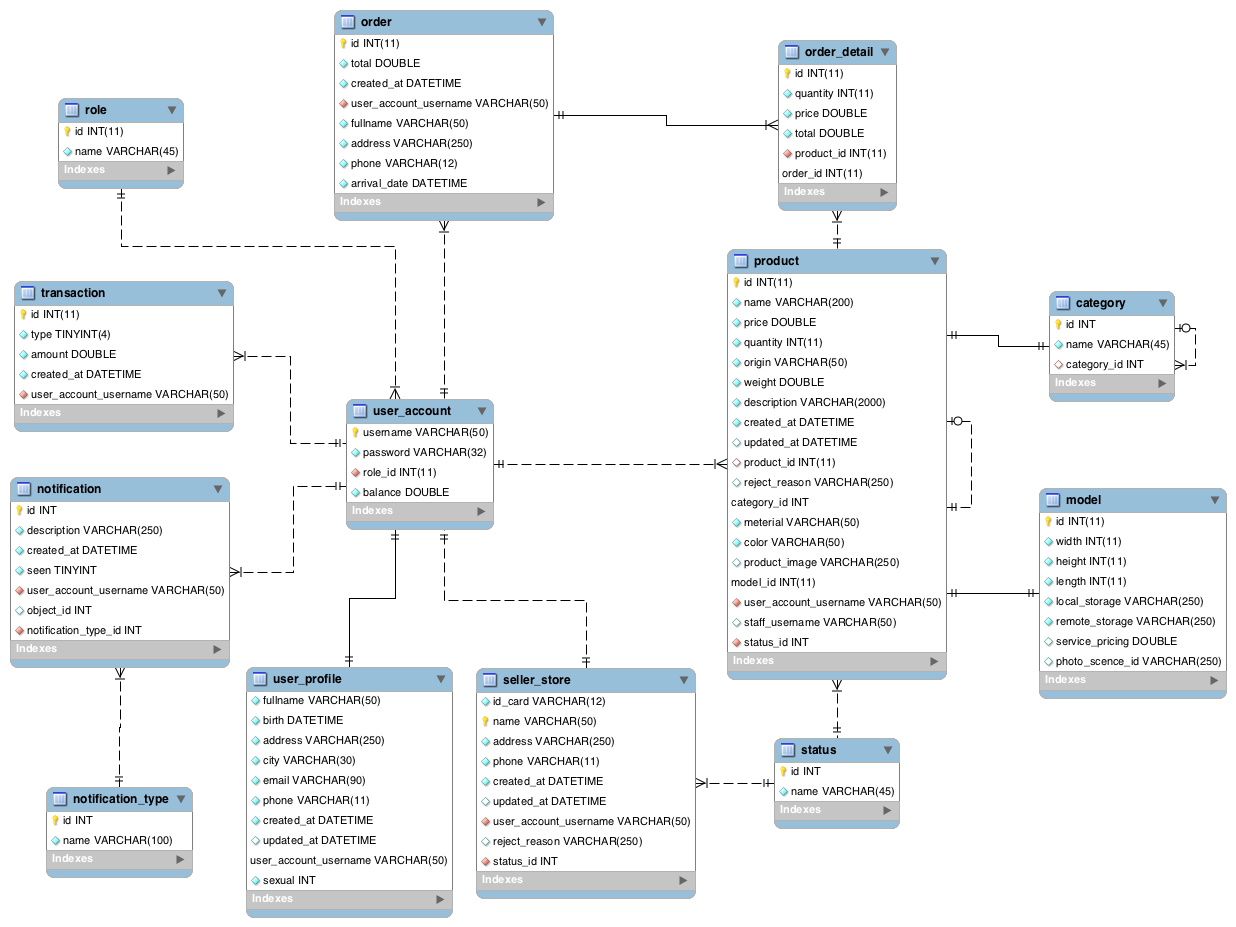 order
id INT(11)
total DOUBLE
created_at DATETIME
user_account_username VARCHAR(50)
fullname VARCHAR(50)
address VARCHAR(250)
phone VARCHAR(12)
arrival_date DATETIME
Indexes
order_detail
id INT(11)
quantity INT(11)
price DOUBLE
total DOUBLE
product_id INT(11)
order_id INT(11)
Indexes
role
id INT(11)
name VARCHAR(45)
Indexes
transaction
id INT(11)
type TINYINT(4)
amount DOUBLE
created_at DATETIME
user_account_username VARCHAR(50)
Indexes
user_account
username VARCHAR(50)
password VARCHAR(32)
role_id INT(11)
balance DOUBLE
Indexes
product
id INT(11)
name VARCHAR(200)
price DOUBLE
quantity INT(11)
origin VARCHAR(50)
weight DOUBLE
description VARCHAR(2000)
created_at DATETIME
updated_at DATETIME
product_id INT(11)
reject_reason VARCHAR(250)
category_id INT
meterial VARCHAR(50)
color VARCHAR(50)
product_image VARCHAR(250)
model_id INT(11)
user_account_username VARCHAR(50)
staff_username VARCHAR(50)
status_id INT
Indexes
category
id INT
name VARCHAR(45)
category_id INT
Indexes
notification
id INT
description VARCHAR(250)
created_at DATETIME
seen TINYINT
user_account_username VARCHAR(50)
object_id INT
notification_type_id INT
Indexes
model
id INT(11)
width INT(11)
height INT(11)
length INT(11)
local_storage VARCHAR(250)
remote_storage VARCHAR(250)
service_pricing DOUBLE
photo_scence_id VARCHAR(250)
Indexes
user_profile
fullname VARCHAR(50)
birth DATETIME
address VARCHAR(250)
city VARCHAR(30)
email VARCHAR(90)
phone VARCHAR(11)
created_at DATETIME
updated_at DATETIME
user_account_username VARCHAR(50)
sexual INT
Indexes
seller_store
id_card VARCHAR(12)
name VARCHAR(50)
address VARCHAR(250)
phone VARCHAR(11)
created_at DATETIME
updated_at DATETIME
user_account_username VARCHAR(50)
reject_reason VARCHAR(250)
status_id INT
Indexes
status
id INT
name VARCHAR(45)
Indexes
notification_type
id INT
name VARCHAR(100)
Indexes